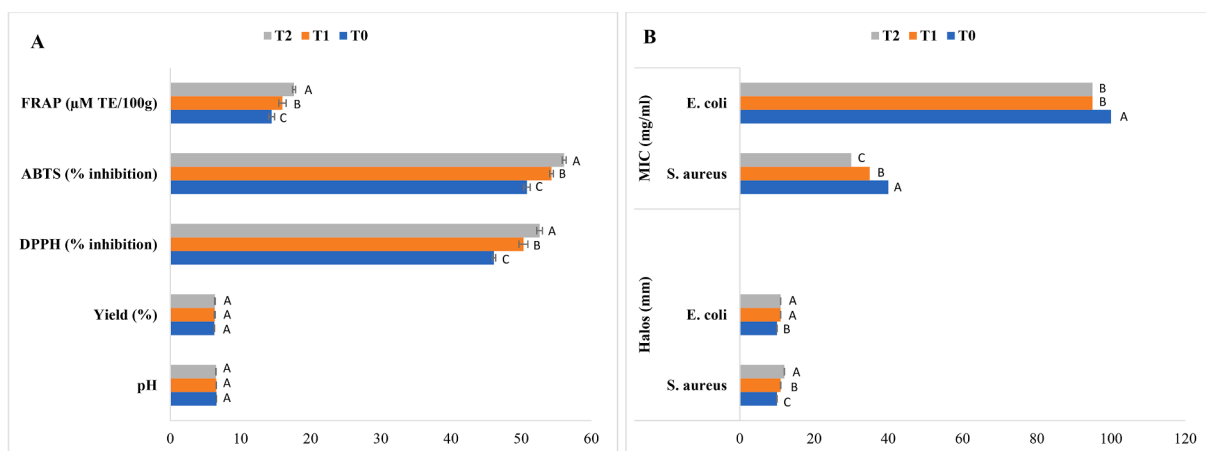 A
T2 T1 T0
FRAP (µM TE/100g)
A
B
C
ABTS (% inhibition)
A
B
C
DPPH (% inhibition)
A
B
C
Yield (%)
A
A
A
pH
A
A
A
0 10 20 30 40 50 60
B
T2 T1 T0
MIC (mg/ml)
E. coli
B
B
A
S. aureus
C
B
A
Halos (mm)
E. coli
A
A
B
S. aureus
A
B
C
0 20 40 60 80 100 120